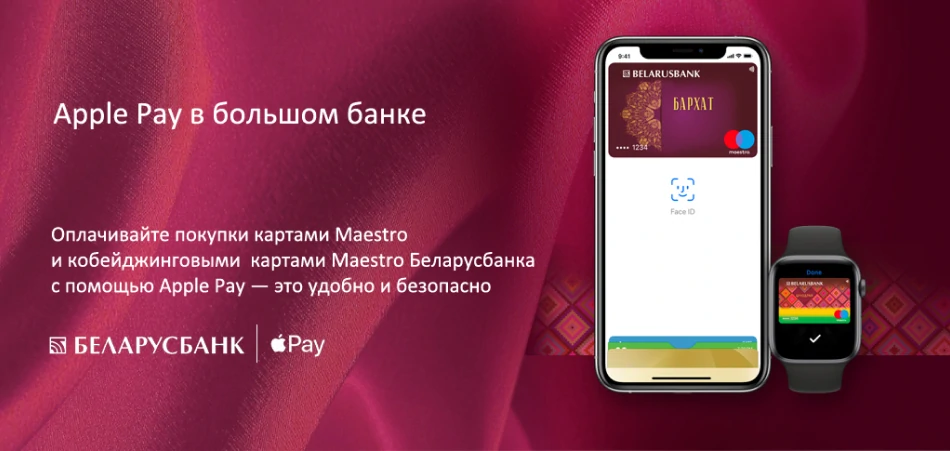 Apple Pay в большом банке
Оплачивайте покупки картами Maestro
и кобейджинговыми картами Maestro Беларусбанка
с помощью Apple Pay — это удобно и безопасно
БЕЛАРУСБАНК
Pay
9:41
BELARUSBANK
БАРХАТ
•••• 1234
maestro
Face ID
Done
BELARUSBANK